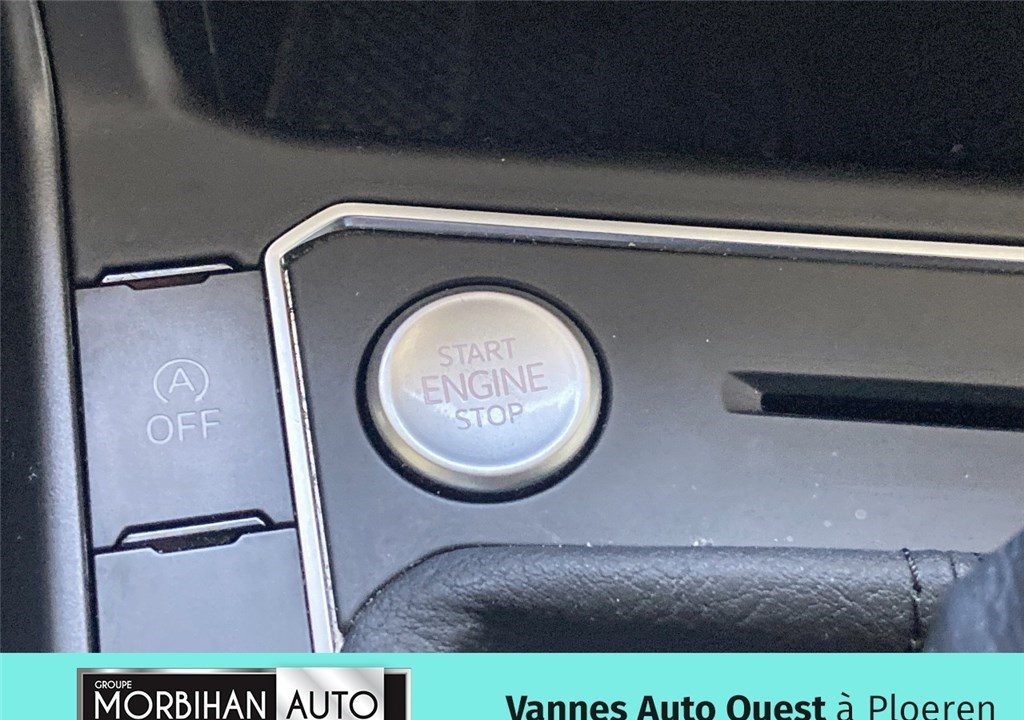 START
ENGINE
STOP
A
OFF
GROUPE
MORBIHAN AUTO
Vannes Auto Ouest à Ploeren